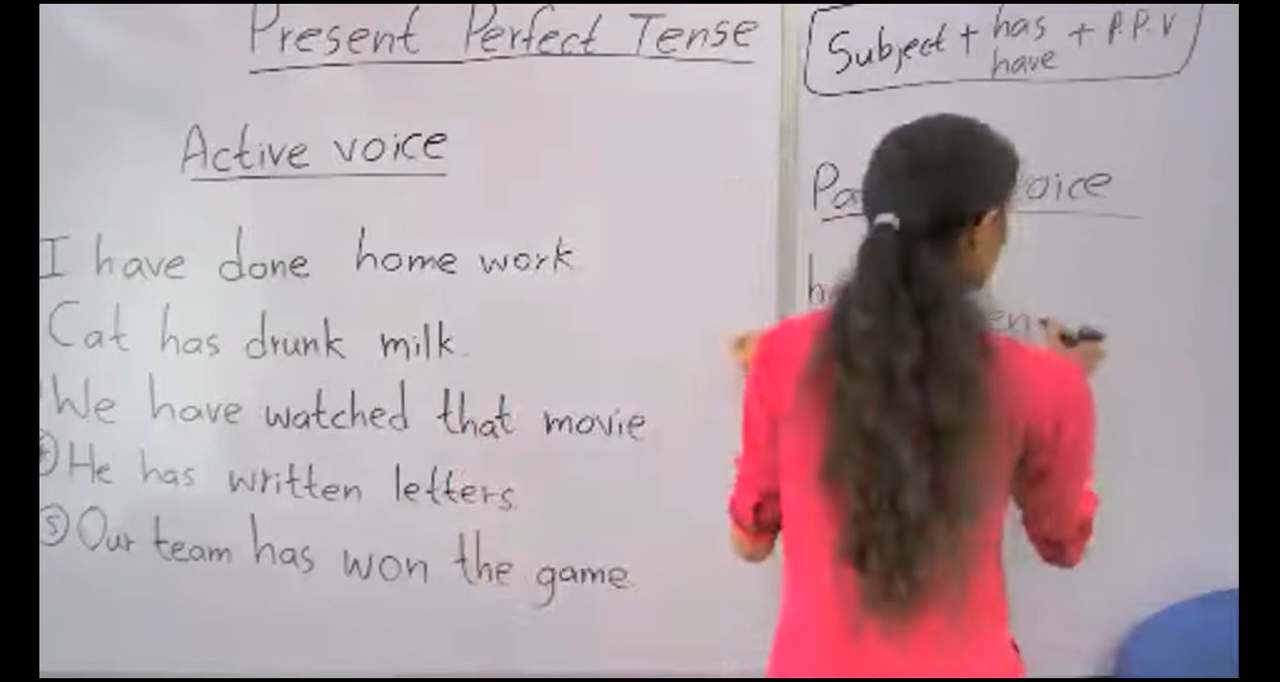 Present Perfect Tense
Active voice
I have done home work
Cat has drunk milk.
We have watched that movie
He has written letters.
⑤ Our team has won the game
Subject + has + P.P.V
have